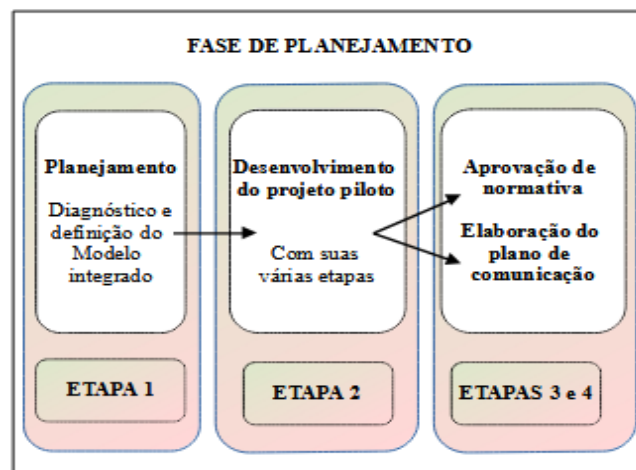 FASE DE PLANEJAMENTO
Planejamento
Diagnóstico e
definição do
Modelo
integrado
ETAPA 1
Desenvolvimento
do projeto piloto
Com suas
várias etapas
ETAPA 2
Aprovação de
normativa
Elaboração do
plano de
comunicação
ETAPAS 3 e 4